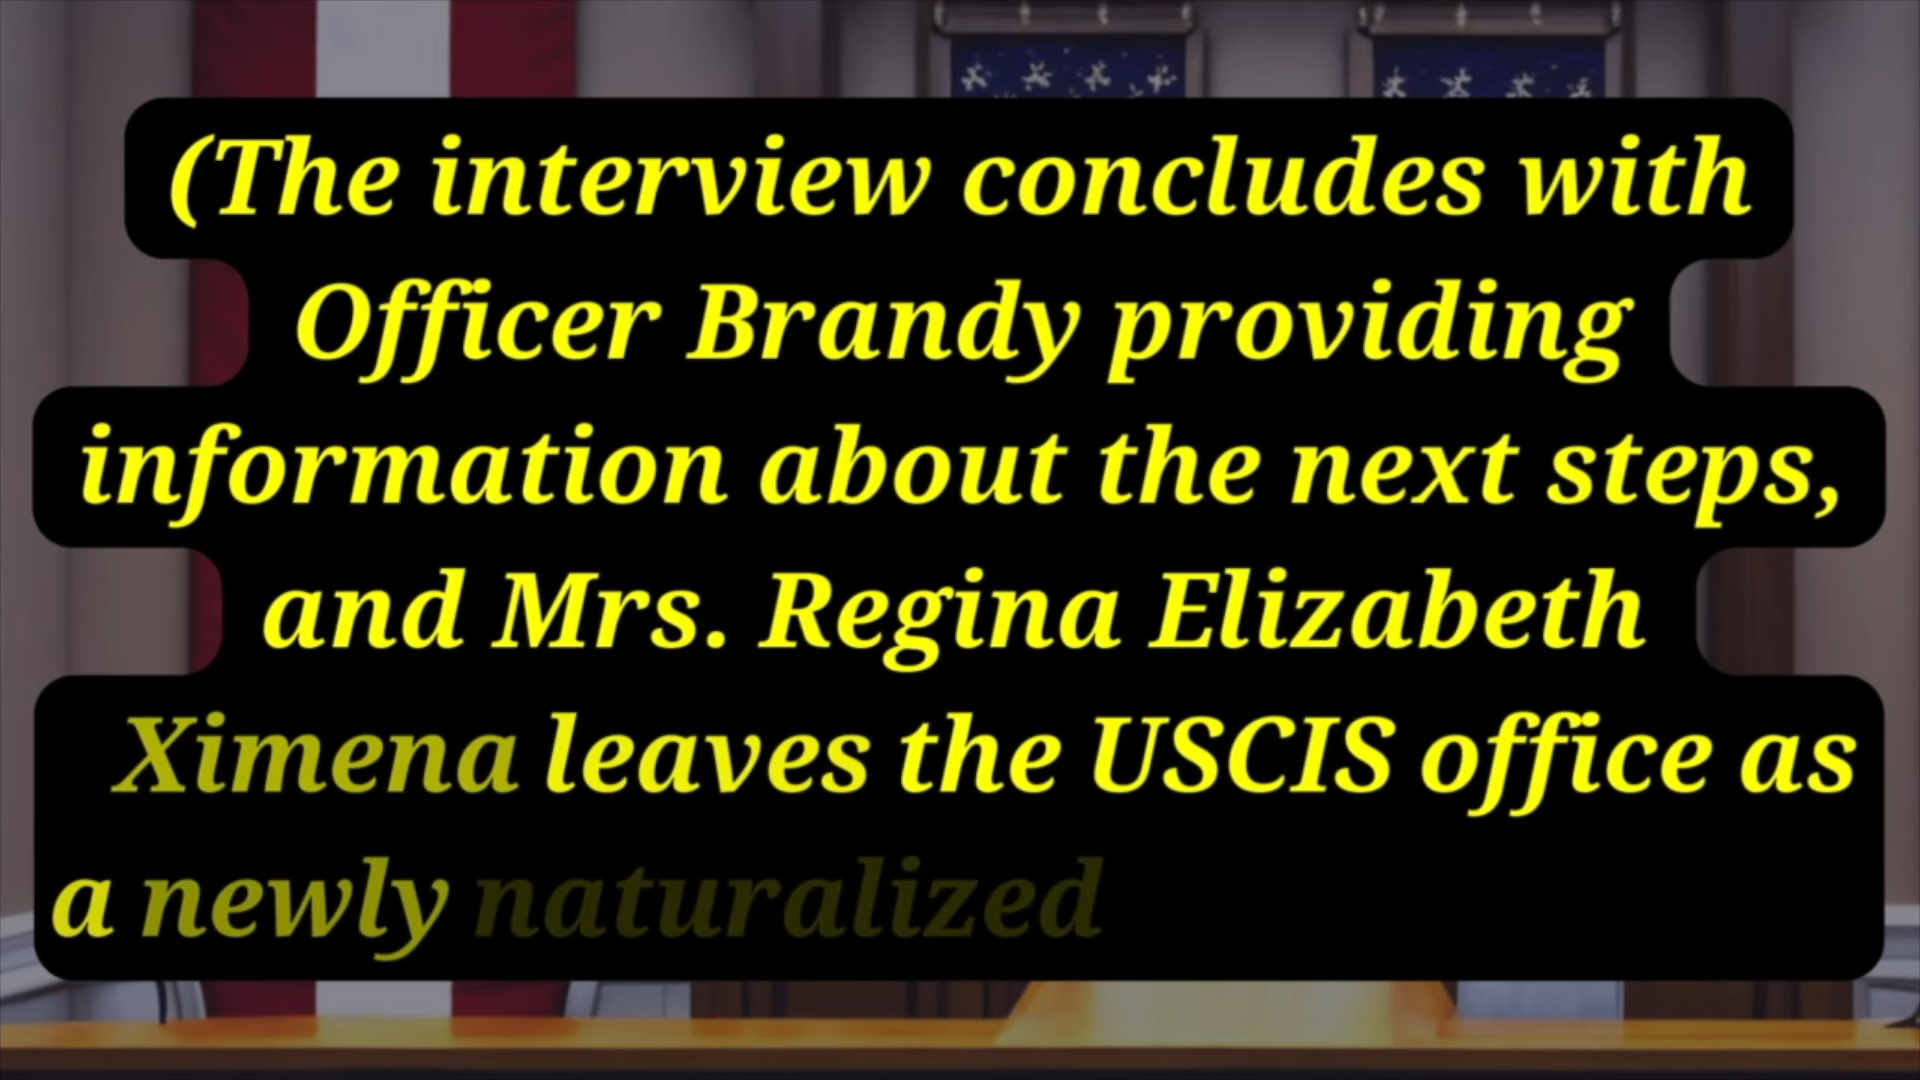 (The interview concludes with
Officer Brandy providing
information about the next steps,
and Mrs. Regina Elizabeth
Ximena leaves the USCIS office as
a newly naturalized